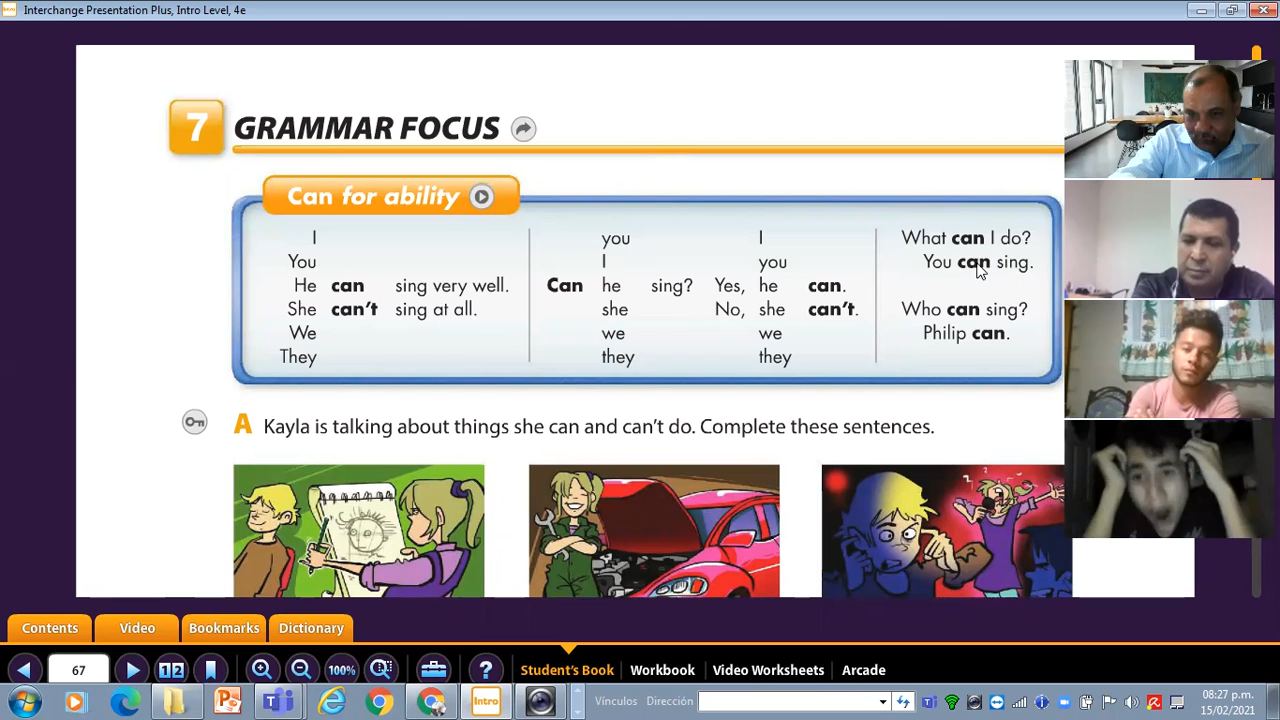 Interchange Presentation Plus, Intro Level, 4e
7 GRAMMAR FOCUS
Can for ability
I
You
He can sing very well.
She can't sing at all.
We
They
you
I
Can he sing?
she
we
they
I
you
Yes, he can.
No, she can't.
we
they
What can I do?
You can sing.
Who can sing?
Philip can.
A Kayla is talking about things she can and can't do. Complete these sentences.
Contents Video Bookmarks Dictionary
67 12 100% ? Student's Book Workbook Video Worksheets Arcade
Intro Vínculos Dirección 08:27 p.m.
15/02/2021